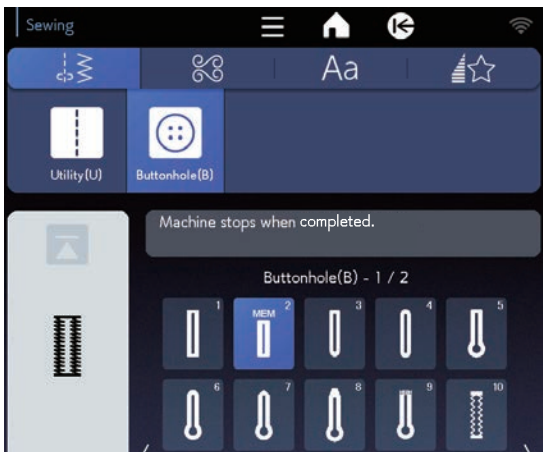 Sewing
Aa
Utility(U) Buttonhole(B)
Machine stops when completed.
Buttonhole(B) - 1 / 2
1 MEM 2 3 4 5
6 7 8 MEM 9 10